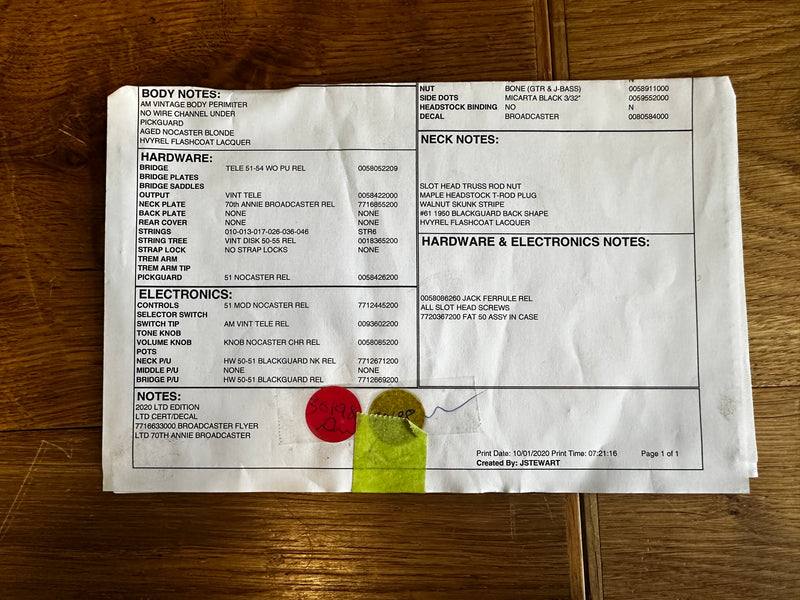 BODY NOTES:
AM VINTAGE BODY PERIMITER
NO WIRE CHANNEL UNDER
PICKGUARD
AGED NOCASTER BLONDE
HVYREL FLASHCOAT LACQUER
HARDWARE:
BRIDGE TELE 51-54 WO PU REL 0058052209
BRIDGE PLATES
BRIDGE SADDLES
OUTPUT VINT TELE 0058422000
NECK PLATE 70th ANNIE BROADCASTER REL 7716855200
BACK PLATE NONE NONE
REAR COVER NONE NONE
STRINGS 010-013-017-026-036-046 STR6
STRING TREE VINT DISK 50-55 REL 0018365200
STRAP LOCK NO STRAP LOCKS NONE
TREM ARM
TREM ARM TIP
PICKGUARD 51 NOCASTER REL 0058426200
ELECTRONICS:
CONTROLS 51 MOD NOCASTER REL 7712445200
SELECTOR SWITCH
SWITCH TIP AM VINT TELE REL 0093602200
TONE KNOB
VOLUME KNOB KNOB NOCASTER CHR REL 0058085200
POTS
NECK P/U HW 50-51 BLACKGUARD NK REL 7712671200
MIDDLE P/U NONE NONE
BRIDGE P/U HW 50-51 BLACKGUARD REL 7712669200
NUT BONE (GTR & J-BASS) 0058911000
SIDE DOTS MICARTA BLACK 3/32" 0059552000
HEADSTOCK BINDING NO N
DECAL BROADCASTER 0080584000
NECK NOTES:
SLOT HEAD TRUSS ROD NUT
MAPLE HEADSTOCK T-ROD PLUG
WALNUT SKUNK STRIPE
#61 1950 BLACKGUARD BACK SHAPE
HVYREL FLASHCOAT LACQUER
HARDWARE & ELECTRONICS NOTES:
0058086260 JACK FERRULE REL
ALL SLOT HEAD SCREWS
7720367200 FAT 50 ASSY IN CASE
NOTES:
2020 LTD EDITION
LTD CERT/DECAL
7716633000 BROADCASTER FLYER
LTD 70TH ANNIE BROADCASTER
Print Date: 10/01/2020 Print Time: 07:21:16 Page 1 of 1
Created By: JSTEWART